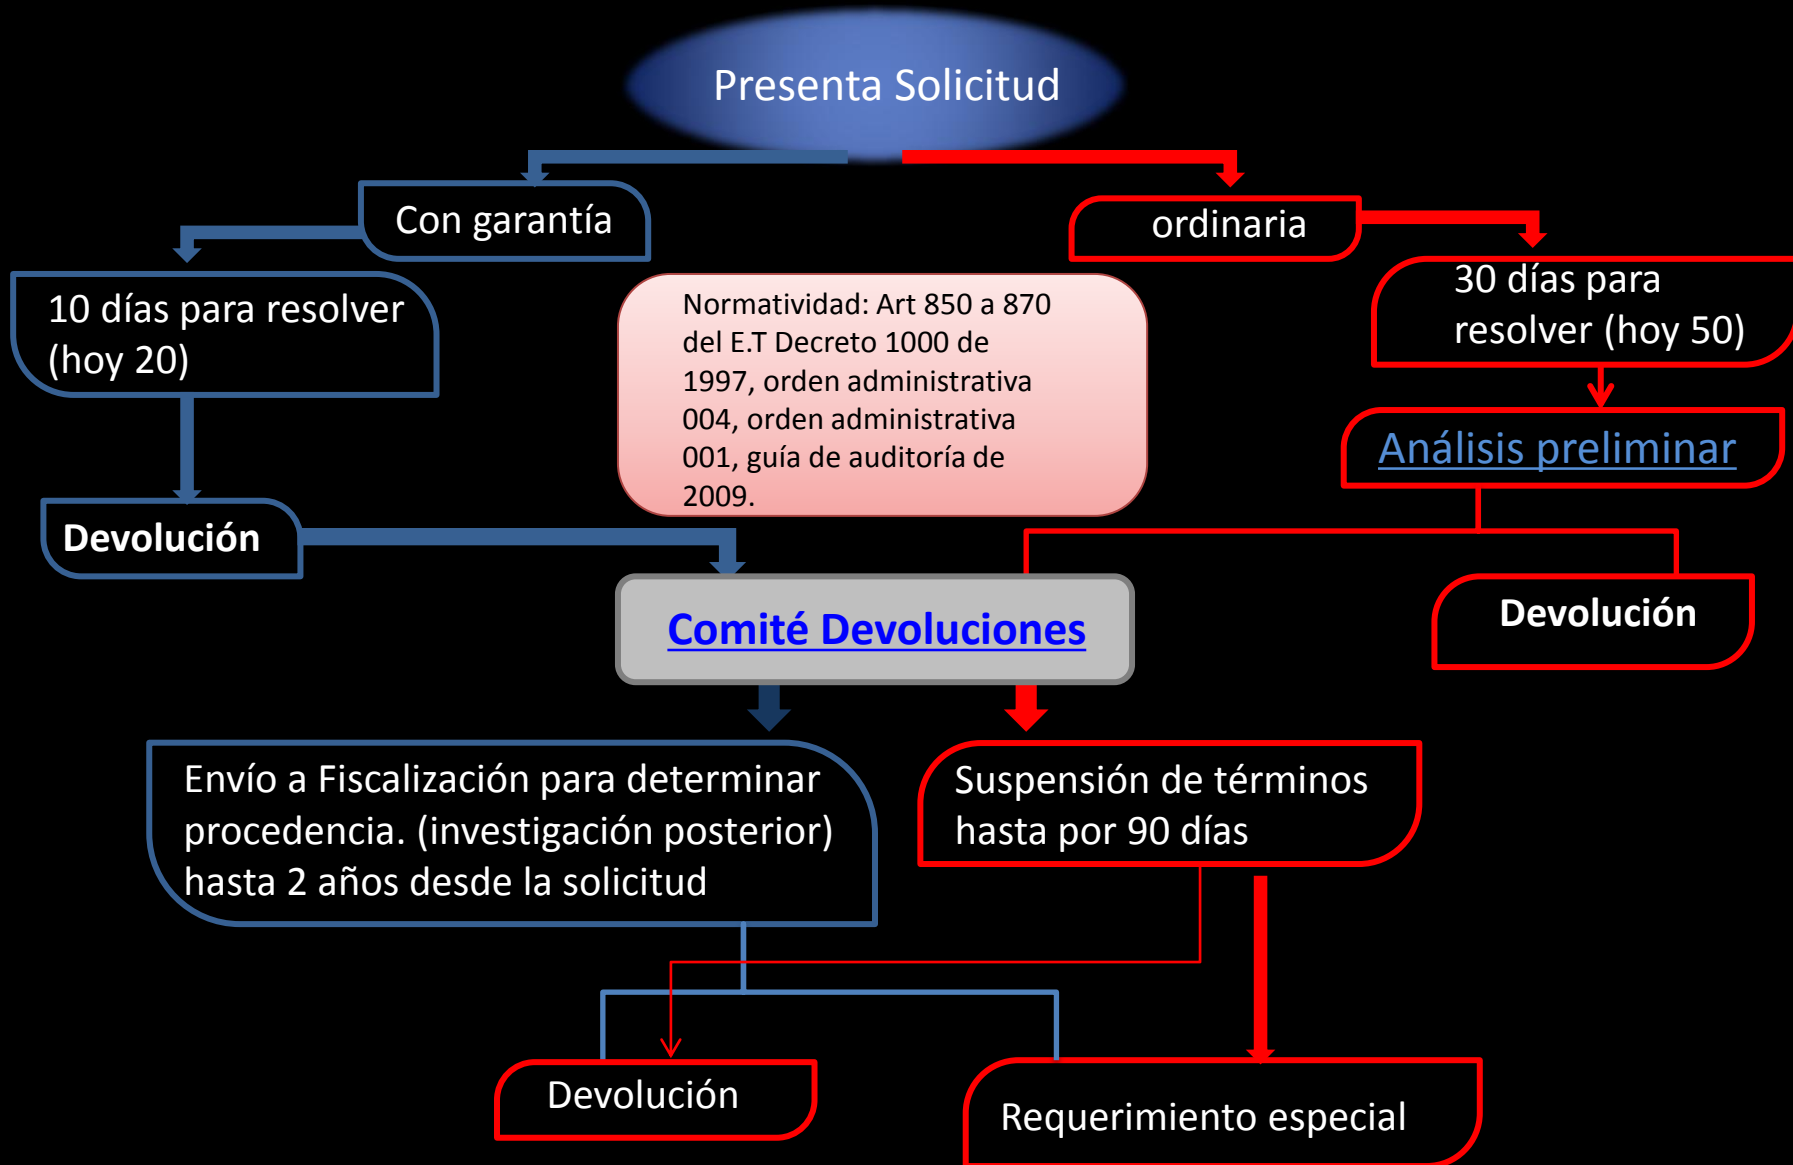 Presenta Solicitud
Con garantía
ordinaria
10 días para resolver
(hoy 20)
Normatividad: Art 850 a 870
del E.T Decreto 1000 de
1997, orden administrativa
004, orden administrativa
001, guía de auditoría de
2009.
30 días para
resolver (hoy 50)
Análisis preliminar
Devolución
Comité Devoluciones
Devolución
Envío a Fiscalización para determinar
procedencia. (investigación posterior)
hasta 2 años desde la solicitud
Suspensión de términos
hasta por 90 días
Devolución
Requerimiento especial